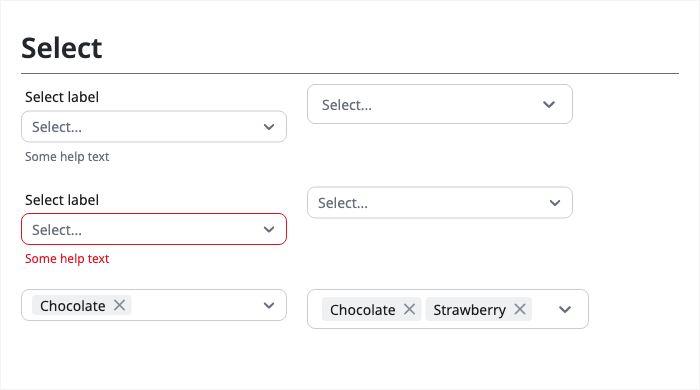 Select
Select label
Select...
Some help text
Select...
Select label
Select...
Some help text
Select...
Chocolate
Chocolate Strawberry